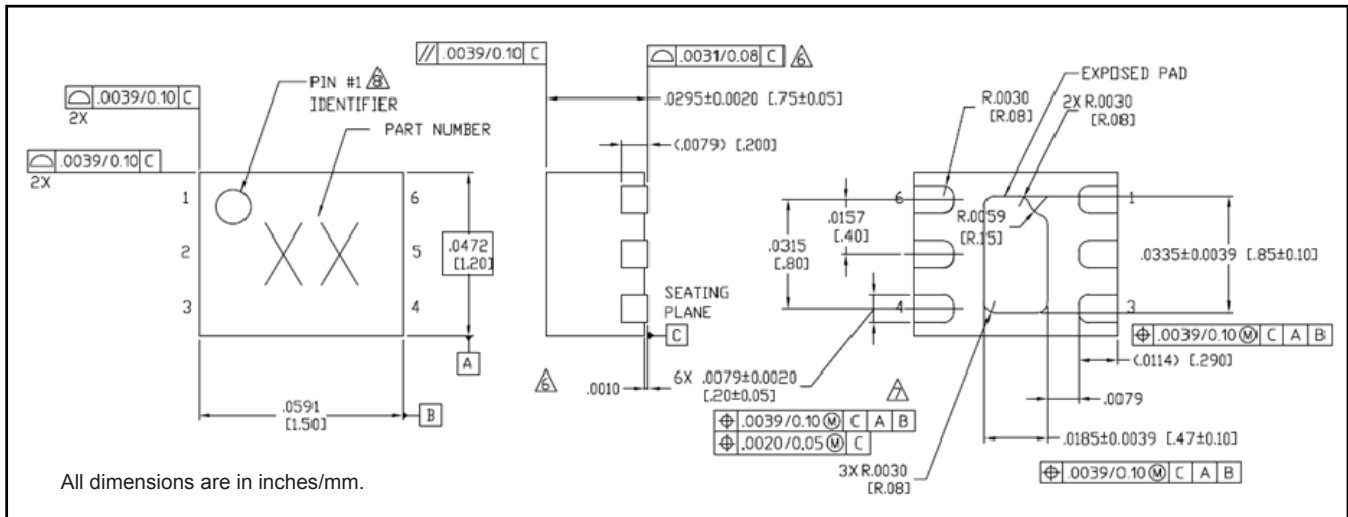 // .0039/0.10 C
⌓ .0031/0.08 C 6
⌓ .0039/0.10 C
2X
⌓ .0039/0.10 C
2X
PIN #1 8
IDENTIFIER
PART NUMBER
XX
1
2
3
6
5
4
.0472
[1.20]
A
.0591
[1.50]
B
.0295±0.0020 [.75±0.05]
(.0079) [.200]
SEATING
PLANE
C
6
.0010
EXPOSED PAD
R.0030
[R.08]
2X R.0030
[R.08]
6
4
1
3
R.0059
[R.15]
.0157
[.40]
.0315
[.80]
.0335±0.0039 [.85±0.10]
⌖ .0039/0.10 Ⓜ C A B
(.0114) [.290]
.0079
6X .0079±0.0020
[.20±0.05]
7
⌖ .0039/0.10 Ⓜ C A B
⌖ .0020/0.05 Ⓜ C
.0185±0.0039 [.47±0.10]
⌖ .0039/0.10 Ⓜ C A B
3X R.0030
[R.08]
All dimensions are in inches/mm.